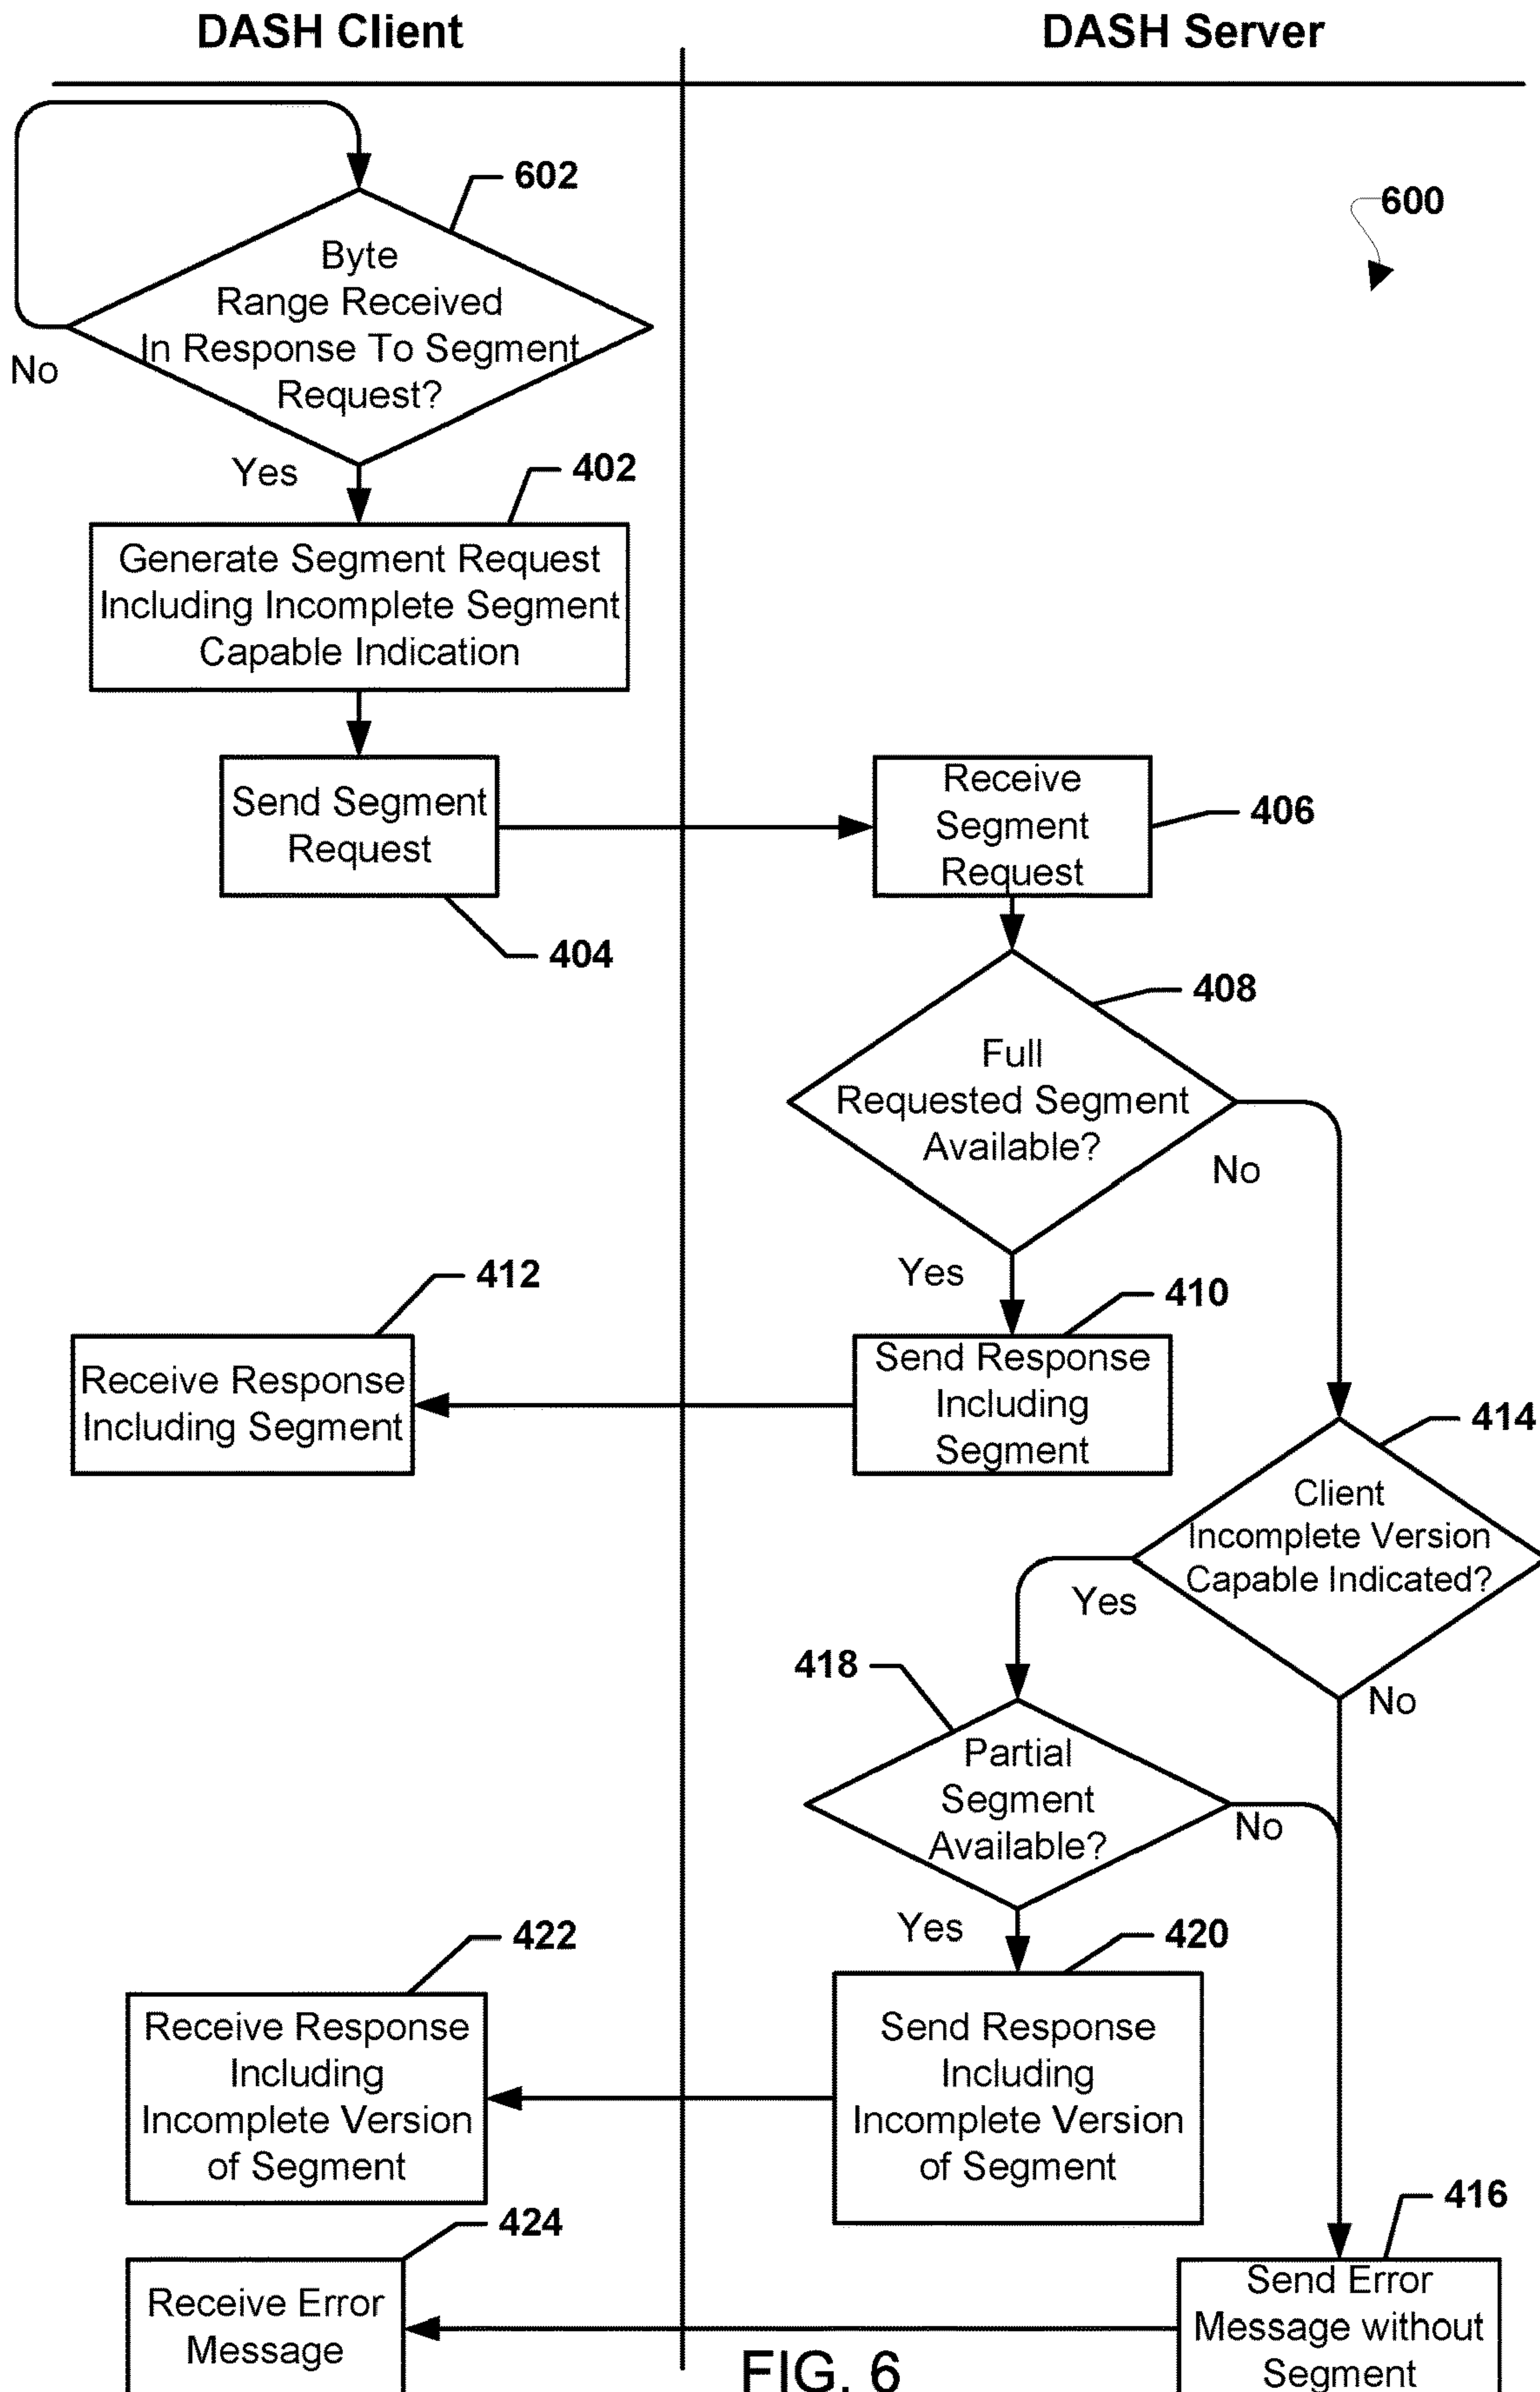 DASH Client
DASH Server
602
600
Byte
Range Received
In Response To Segment
Request?
No
Yes
402
Generate Segment Request
Including Incomplete Segment
Capable Indication
Send Segment
Request
404
Receive
Segment
Request
406
408
Full
Requested Segment
Available?
No
Yes
412
410
Receive Response
Including Segment
Send Response
Including
Segment
414
Client
Incomplete Version
Capable Indicated?
Yes
No
418
Partial
Segment
Available?
No
Yes
422
420
Receive Response
Including
Incomplete Version
of Segment
Send Response
Including
Incomplete Version
of Segment
424
416
Receive Error
Message
Send Error
Message without
Segment
FIG. 6